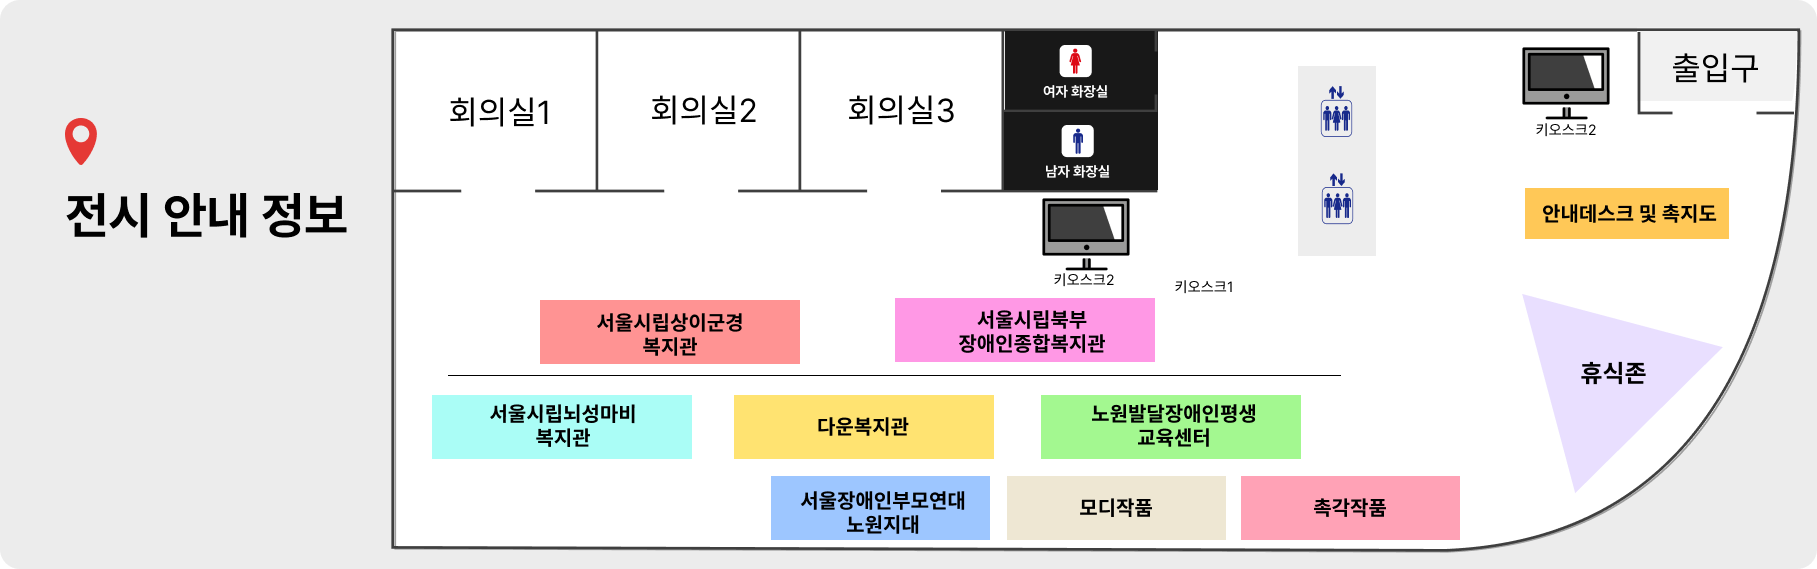 전시 안내 정보
회의실1
회의실2
회의실3
여자 화장실
남자 화장실
키오스크2
출입구
안내데스크 및 촉지도
키오스크2
키오스크1
서울시립상이군경
복지관
서울시립북부
장애인종합복지관
휴식존
서울시립뇌성마비
복지관
다운복지관
노원발달장애인평생
교육센터
서울장애인부모연대
노원지대
모디작품
촉각작품